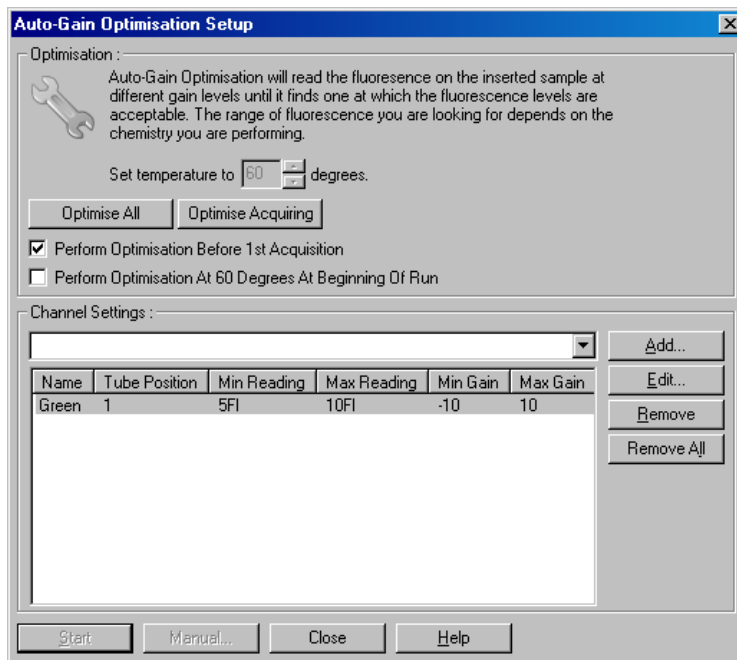 Auto-Gain Optimisation Setup
Optimisation :
Auto-Gain Optimisation will read the fluoresence on the inserted sample at
different gain levels until it finds one at which the fluorescence levels are
acceptable. The range of fluorescence you are looking for depends on the
chemistry you are performing.
Set temperature to 60 degrees.
Optimise All Optimise Acquiring
Perform Optimisation Before 1st Acquisition
Perform Optimisation At 60 Degrees At Beginning Of Run
Channel Settings :
Add...
Name Tube Position Min Reading Max Reading Min Gain Max Gain
Edit...
Green 1 5Fl 10Fl -10 10
Remove
Remove All
Start Manual... Close Help